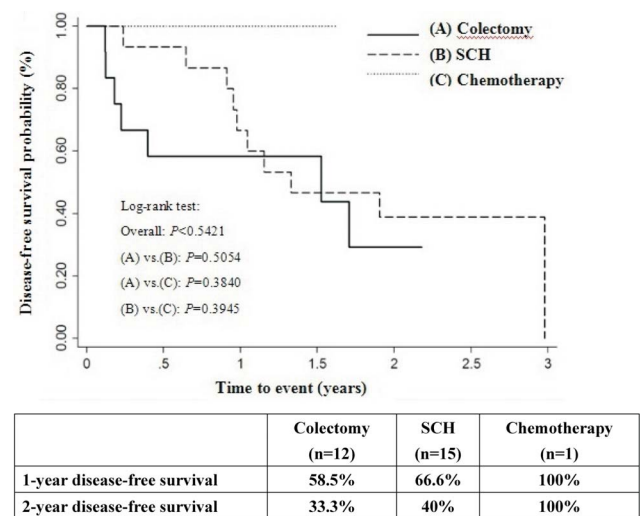 1.00
0.80
0.60
0.40
0.20
0.00
Disease-free survival probability (%)
(A) Colectomy
(B) SCH
(C) Chemotherapy
Log-rank test:
Overall: P<0.5421
(A) vs.(B): P=0.5054
(A) vs.(C): P=0.3840
(B) vs.(C): P=0.3945
0 .5 1 1.5 2 2.5 3
Time to event (years)
Colectomy SCH Chemotherapy
(n=12) (n=15) (n=1)
1-year disease-free survival 58.5% 66.6% 100%
2-year disease-free survival 33.3% 40% 100%